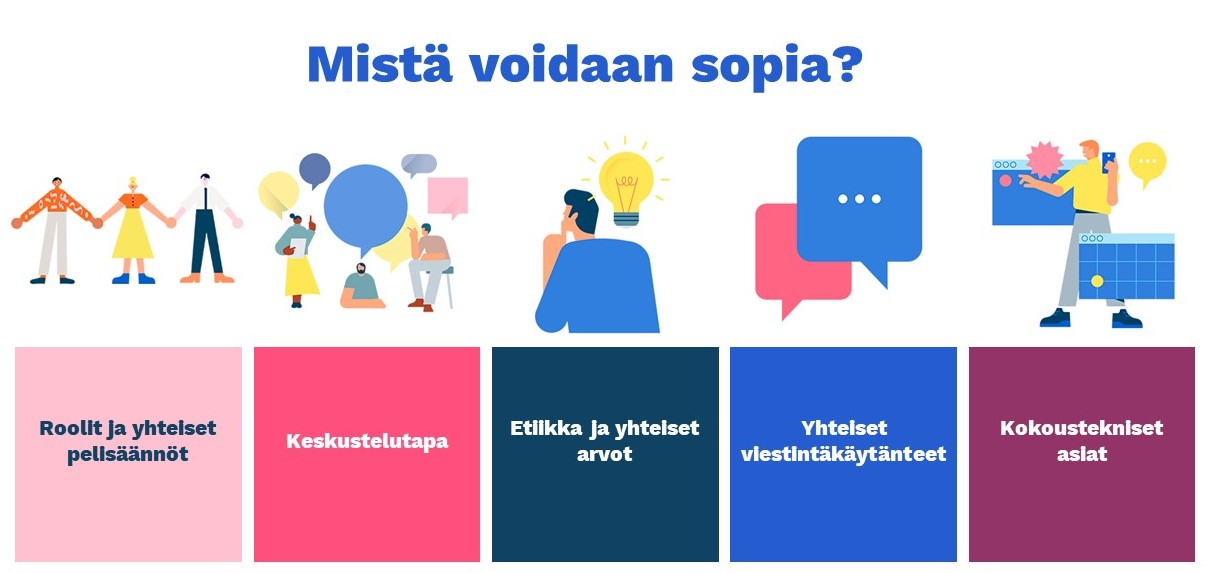 Mistä voidaan sopia?
Roolit ja yhteiset
pelisäännöt
Keskustelutapa
Etiikka ja yhteiset
arvot
Yhteiset
viestintäkäytänteet
Kokoustekniset
asiat